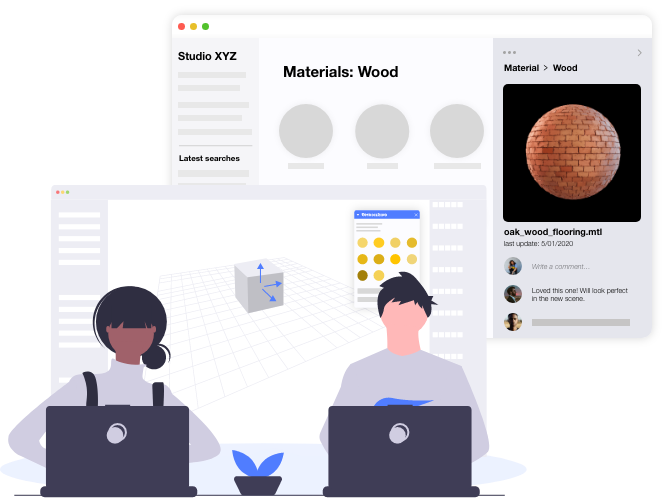 Studio XYZ
Materials: Wood
Latest searches
Material > Wood
oak_wood_flooring.mtl
last update: 5/01/2020
Write a comment...
Loved this one! Will look perfect
in the new scene.